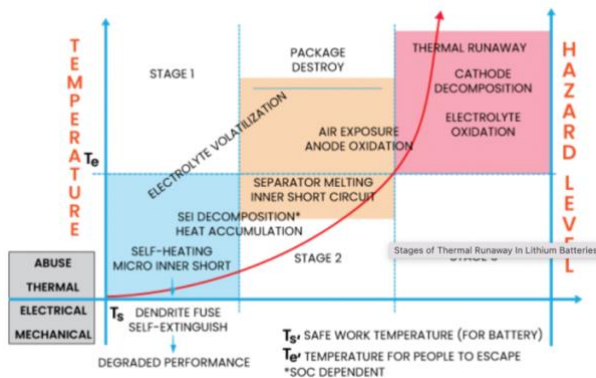 TEMPERATURE
HAZARD LEVEL
STAGE 1
PACKAGE
DESTROY
THERMAL RUNAWAY
CATHODE
DECOMPOSITION
ELECTROLYTE
OXIDATION
ELECTROLYTE VOLATILIZATION
AIR EXPOSURE
ANODE OXIDATION
Te
SEPARATOR MELTING
INNER SHORT CIRCUIT
SEI DECOMPOSITION*
HEAT ACCUMULATION
SELF-HEATING
MICRO INNER SHORT
STAGE 2
Stages of Thermal Runaway In Lithium Batteries
ABUSE
THERMAL
ELECTRICAL
MECHANICAL
Ts
DENDRITE FUSE
SELF-EXTINGUISH
DEGRADED PERFORMANCE
Ts, SAFE WORK TEMPERATURE (FOR BATTERY)
Te, TEMPERATURE FOR PEOPLE TO ESCAPE
*SOC DEPENDENT